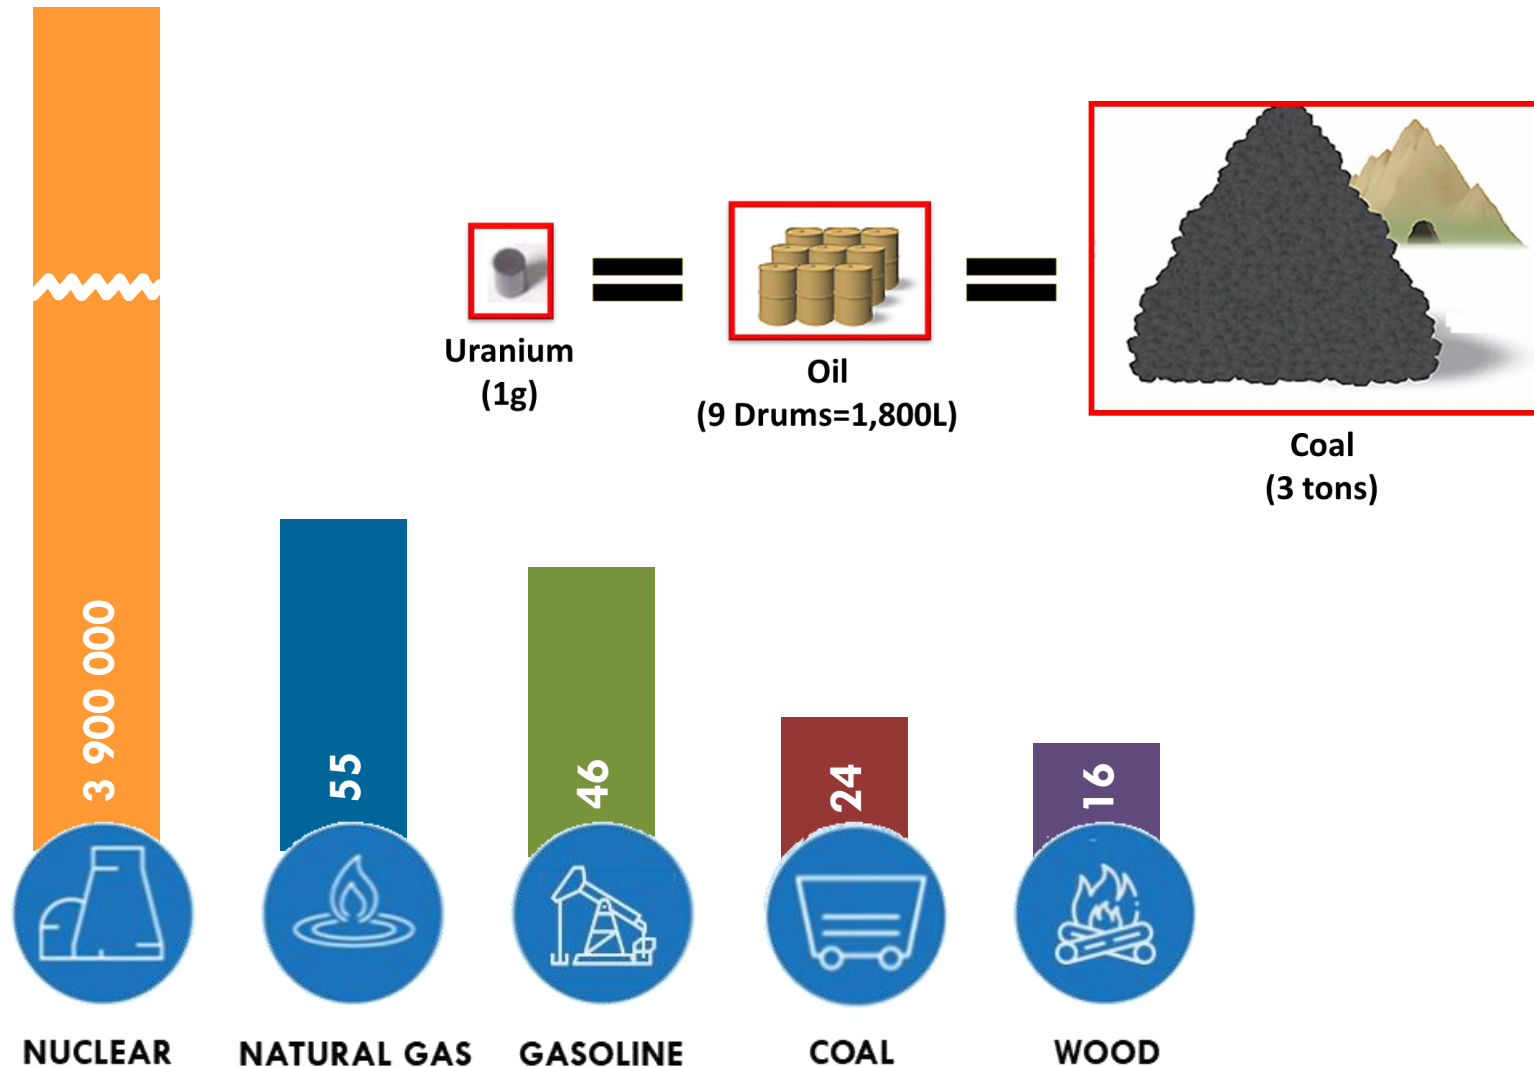 Uranium
(1g)
Oil
(9 Drums=1,800L)
Coal
(3 tons)
3 900 000
55
46
24
16
NUCLEAR
NATURAL GAS
GASOLINE
COAL
WOOD